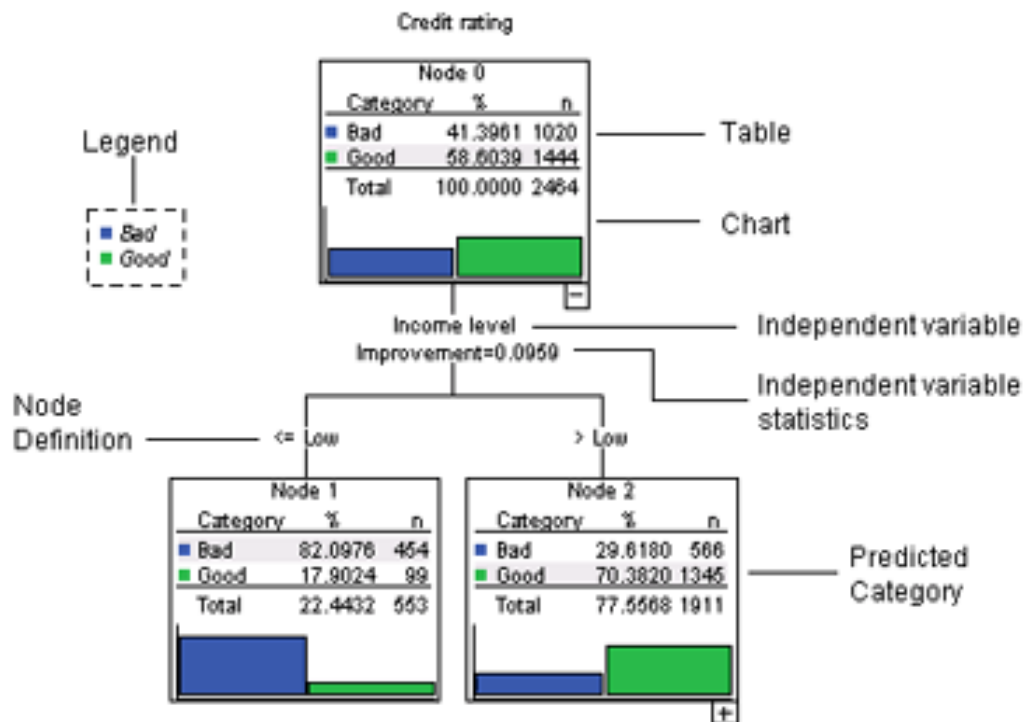 Credit rating
Node 0
Category % n
Bad 41.3961 1020
Good 58.6039 1444
Total 100.0000 2464
Table
Chart
Legend
Bad
Good
Income level
Improvement=0.0959
Independent variable
Independent variable
statistics
Node
Definition
<= Low
> Low
Node 1
Category % n
Bad 82.0976 454
Good 17.9024 99
Total 22.4432 553
Node 2
Category % n
Bad 29.6180 566
Good 70.3820 1345
Total 77.5568 1911
Predicted
Category